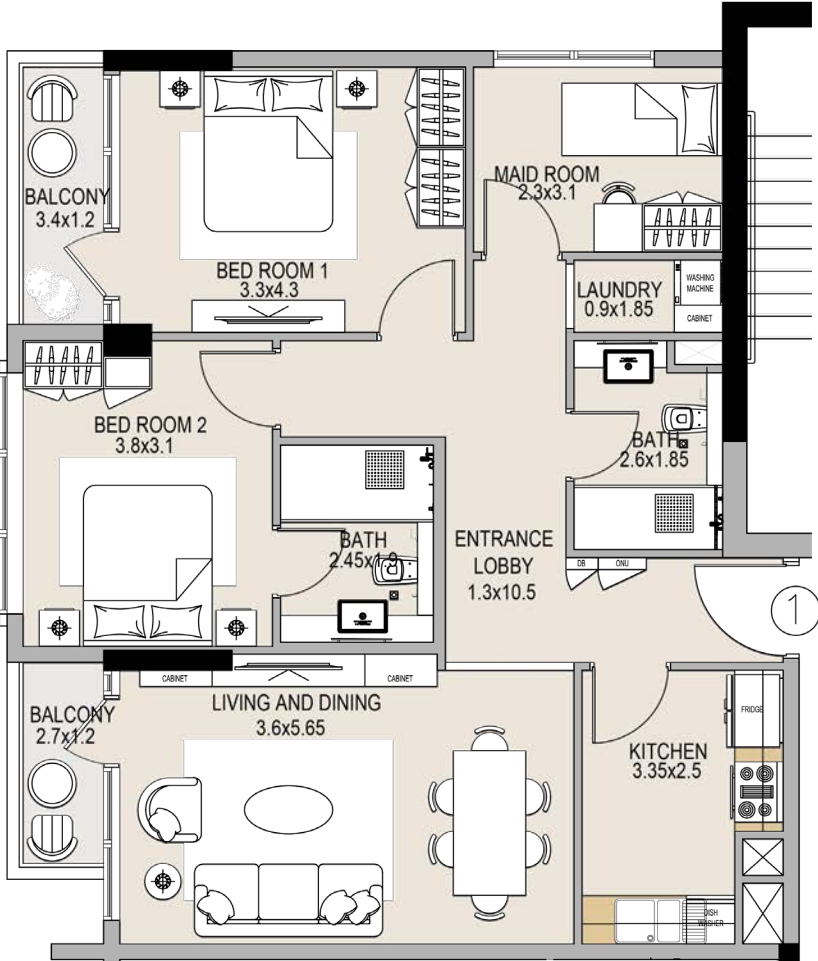 BALCONY
3.4x1.2
BED ROOM 1
3.3x4.3
MAID ROOM
2.3x3.1
LAUNDRY
0.9x1.85
WASHING
MACHINE
CABINET
BED ROOM 2
3.8x3.1
BATH
2.6x1.85
BATH
2.45x1.9
ENTRANCE
LOBBY
1.3x10.5
DB
ONU
1
CABINET
CABINET
LIVING AND DINING
3.6x5.65
BALCONY
2.7x1.2
KITCHEN
3.35x2.5
FRIDGE
DISH
WASHER